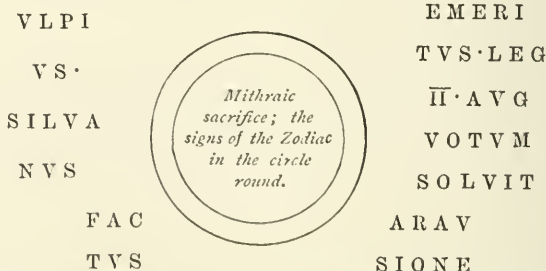 VLPI
VS·
SILVA
NVS
FAC
TVS
Mithraic
sacrifice; the
signs of the Zodiac
in the circle
round.
EMERI
TVS·LEG
I̅I̅·AVG
VOTVM
SOLVIT
ARAV
SIONE